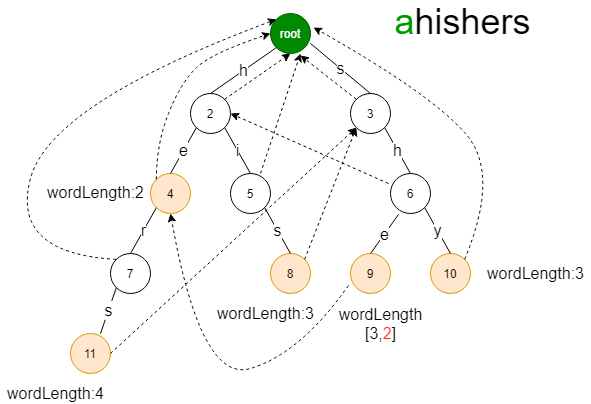 ahishers
root
h
s
2
3
e
i
h
wordLength:2
4
5
6
r
s
e
y
7
8
9
10
wordLength:3
s
wordLength:3
wordLength
[3,2]
11
wordLength:4